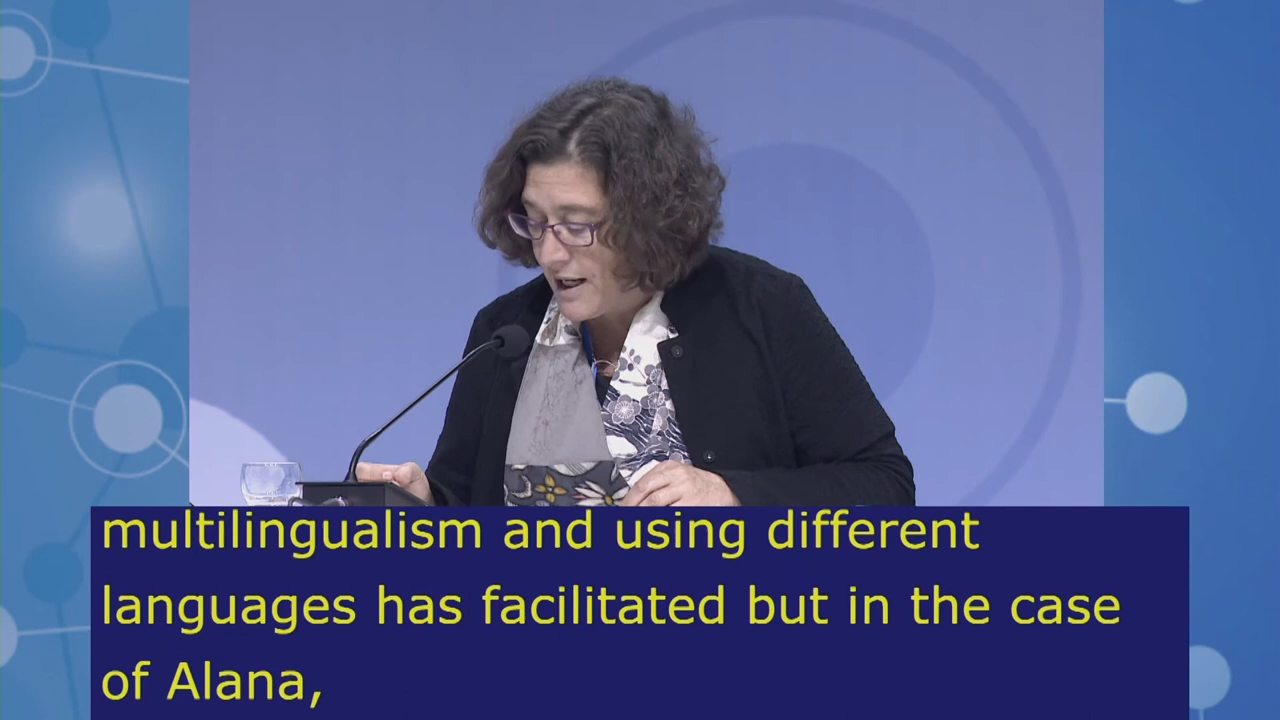 multilingualism and using different
languages has facilitated but in the case
of Alana,